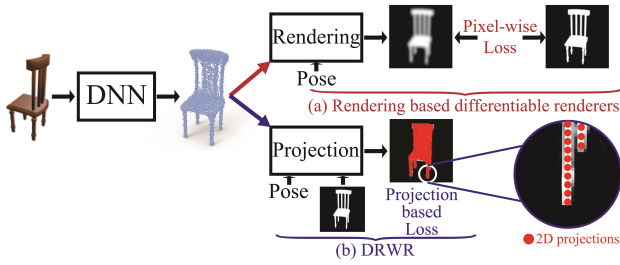 DNN
Rendering
Pose
Pixel-wise
Loss
(a) Rendering based differentiable renderers
Projection
Pose
Projection
based
Loss
(b) DRWR
2D projections